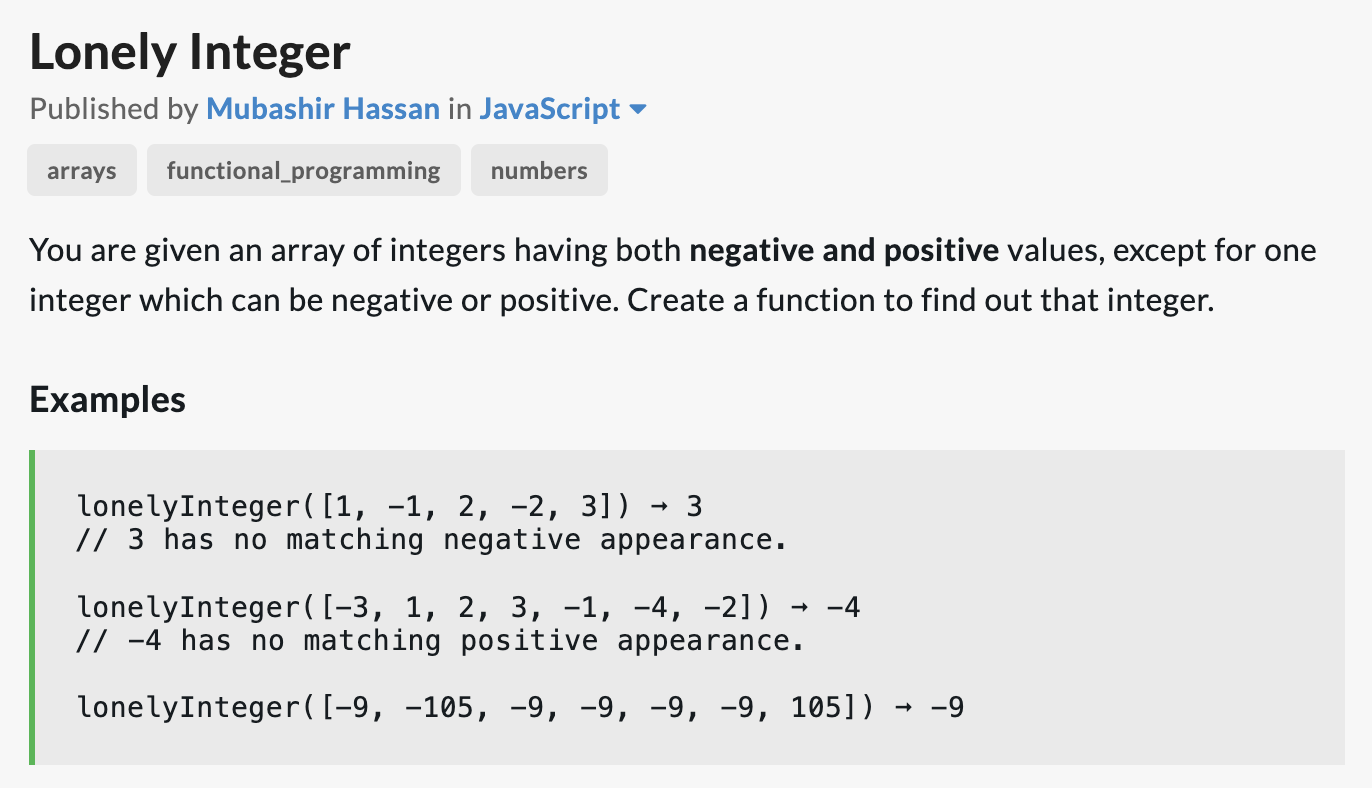 Lonely Integer
Published by Mubashir Hassan in JavaScript
arrays functional_programming numbers
You are given an array of integers having both negative and positive values, except for one
integer which can be negative or positive. Create a function to find out that integer.
Examples
lonelyInteger([1, −1, 2, −2, 3]) → 3
// 3 has no matching negative appearance.
lonelyInteger([−3, 1, 2, 3, −1, −4, −2]) → −4
// −4 has no matching positive appearance.
lonelyInteger([−9, −105, −9, −9, −9, −9, 105]) → −9